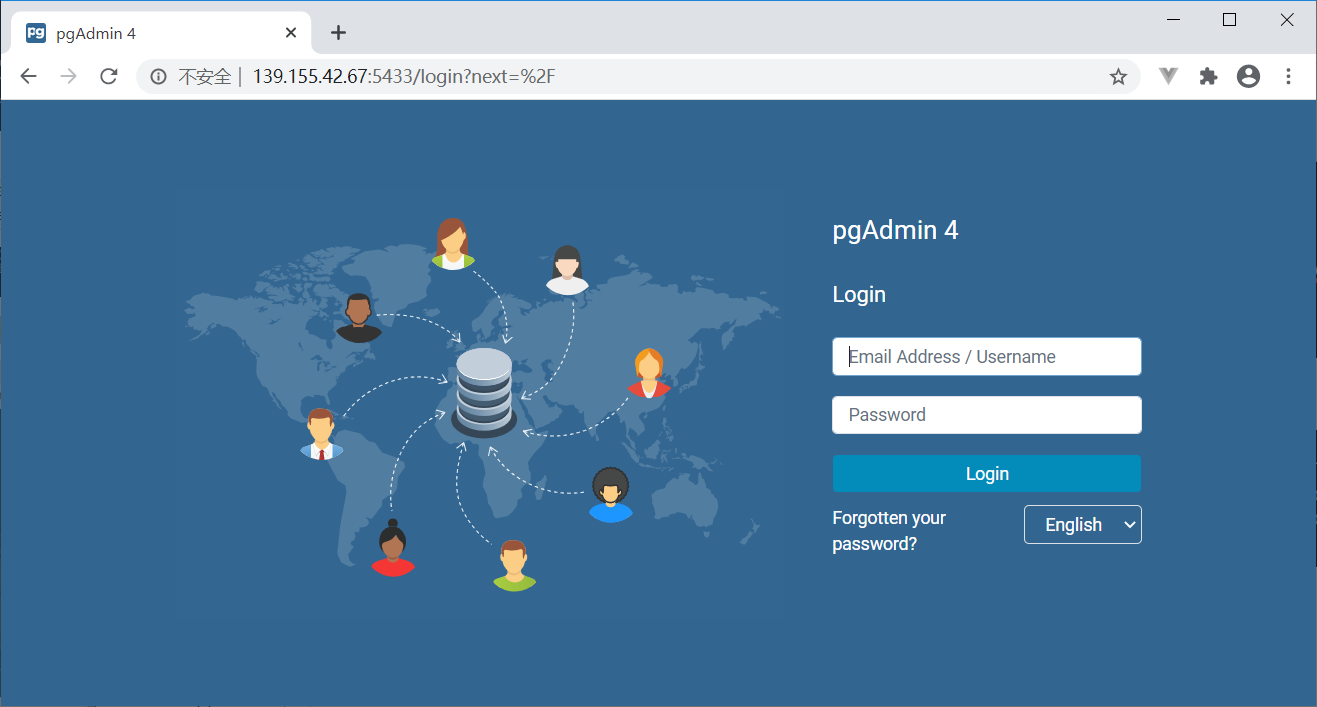 pg pgAdmin 4
不安全 139.155.42.67:5433/login?next=%2F
pgAdmin 4
Login
Email Address / Username
Password
Login
Forgotten your
password?
English